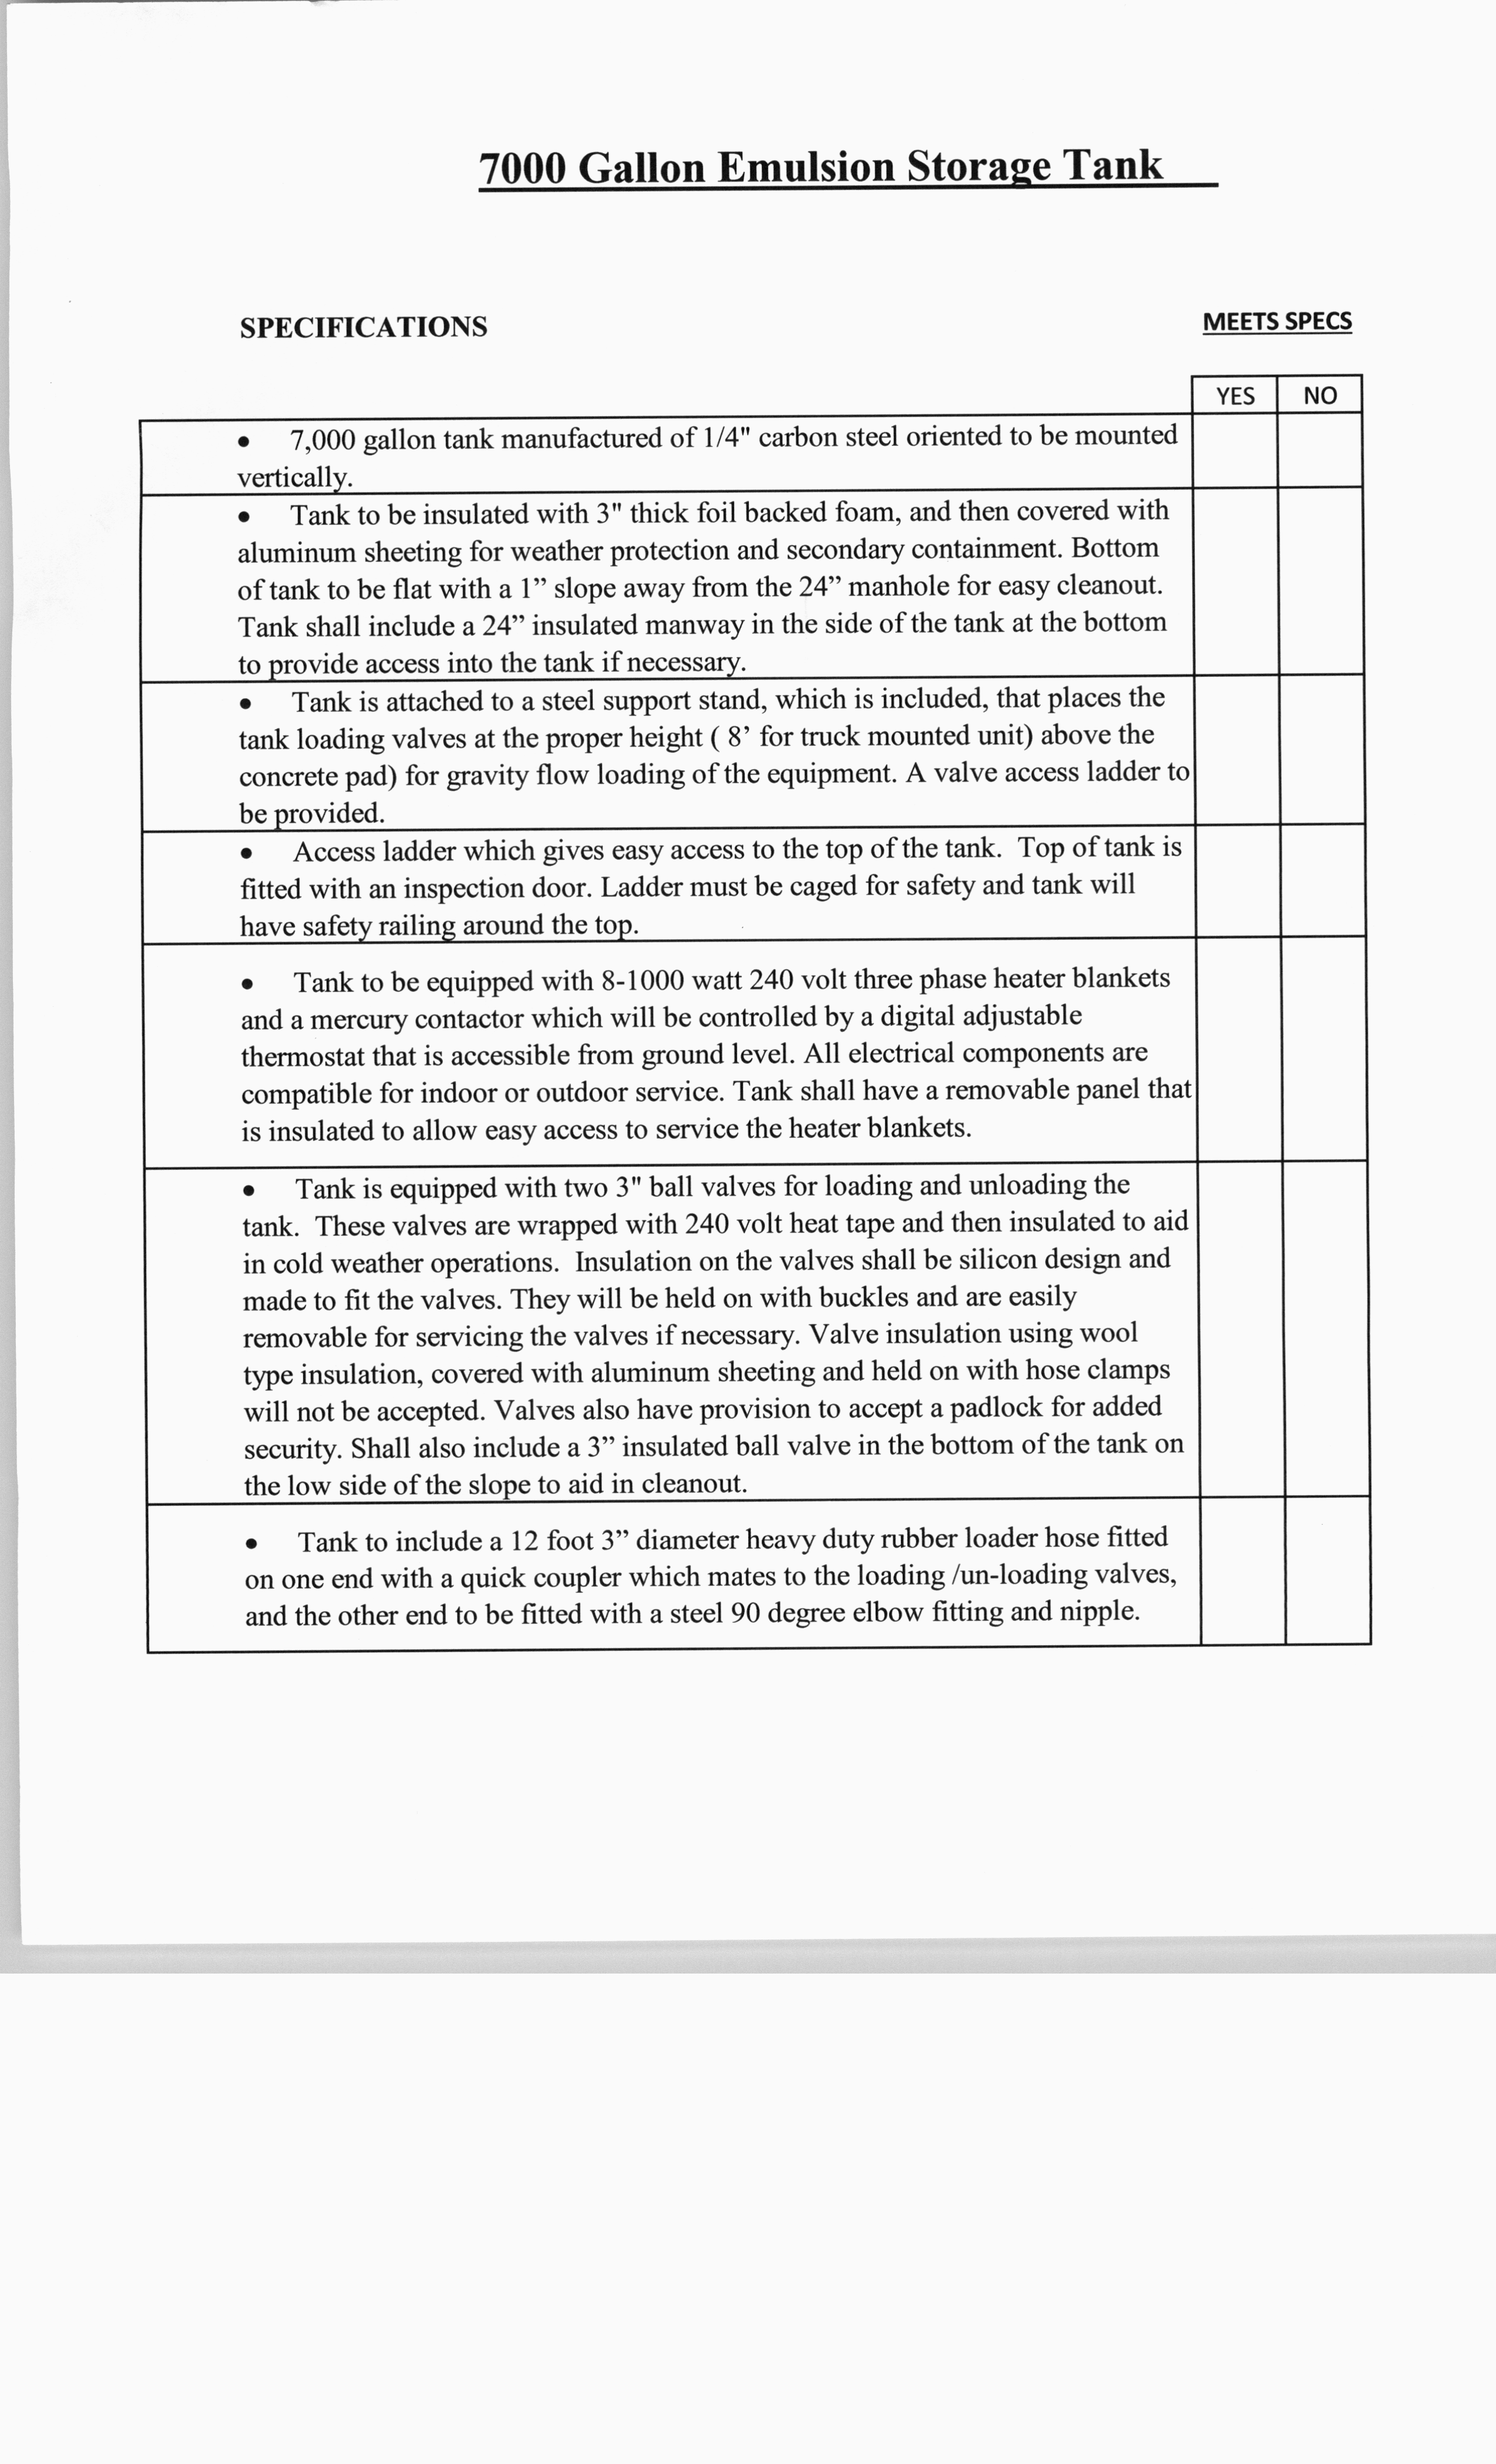 7000 Gallon Emulsion Storage Tank
SPECIFICATIONS
MEETS SPECS
YES NO
• 7,000 gallon tank manufactured of 1/4" carbon steel oriented to be mounted
vertically.
• Tank to be insulated with 3" thick foil backed foam, and then covered with
aluminum sheeting for weather protection and secondary containment. Bottom
of tank to be flat with a 1” slope away from the 24” manhole for easy cleanout.
Tank shall include a 24” insulated manway in the side of the tank at the bottom
to provide access into the tank if necessary.
• Tank is attached to a steel support stand, which is included, that places the
tank loading valves at the proper height ( 8’ for truck mounted unit) above the
concrete pad) for gravity flow loading of the equipment. A valve access ladder to
be provided.
• Access ladder which gives easy access to the top of the tank.  Top of tank is
fitted with an inspection door. Ladder must be caged for safety and tank will
have safety railing around the top.
• Tank to be equipped with 8-1000 watt 240 volt three phase heater blankets
and a mercury contactor which will be controlled by a digital adjustable
thermostat that is accessible from ground level. All electrical components are
compatible for indoor or outdoor service. Tank shall have a removable panel that
is insulated to allow easy access to service the heater blankets.
• Tank is equipped with two 3" ball valves for loading and unloading the
tank.  These valves are wrapped with 240 volt heat tape and then insulated to aid
in cold weather operations.  Insulation on the valves shall be silicon design and
made to fit the valves. They will be held on with buckles and are easily
removable for servicing the valves if necessary. Valve insulation using wool
type insulation, covered with aluminum sheeting and held on with hose clamps
will not be accepted. Valves also have provision to accept a padlock for added
security. Shall also include a 3” insulated ball valve in the bottom of the tank on
the low side of the slope to aid in cleanout.
• Tank to include a 12 foot 3” diameter heavy duty rubber loader hose fitted
on one end with a quick coupler which mates to the loading /un-loading valves,
and the other end to be fitted with a steel 90 degree elbow fitting and nipple.